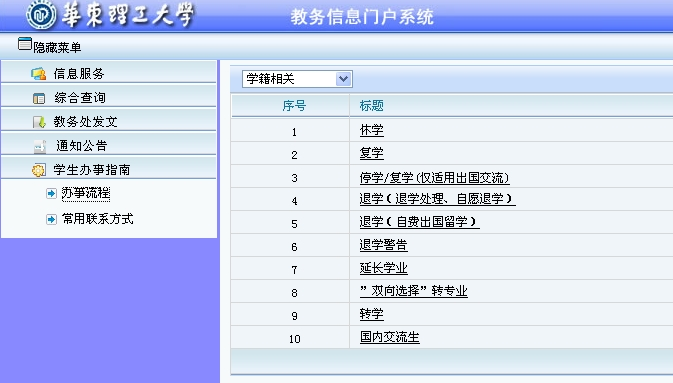 華東理工大學
教务信息门户系统
隐藏菜单
信息服务
综合查询
教务处发文
通知公告
学生办事指南
办事流程
常用联系方式
学籍相关
序号 标题
1 休学
2 复学
3 停学/复学(仅适用出国交流)
4 退学(退学处理、自愿退学)
5 退学(自费出国留学)
6 退学警告
7 延长学业
8 ”双向选择”转专业
9 转学
10 国内交流生